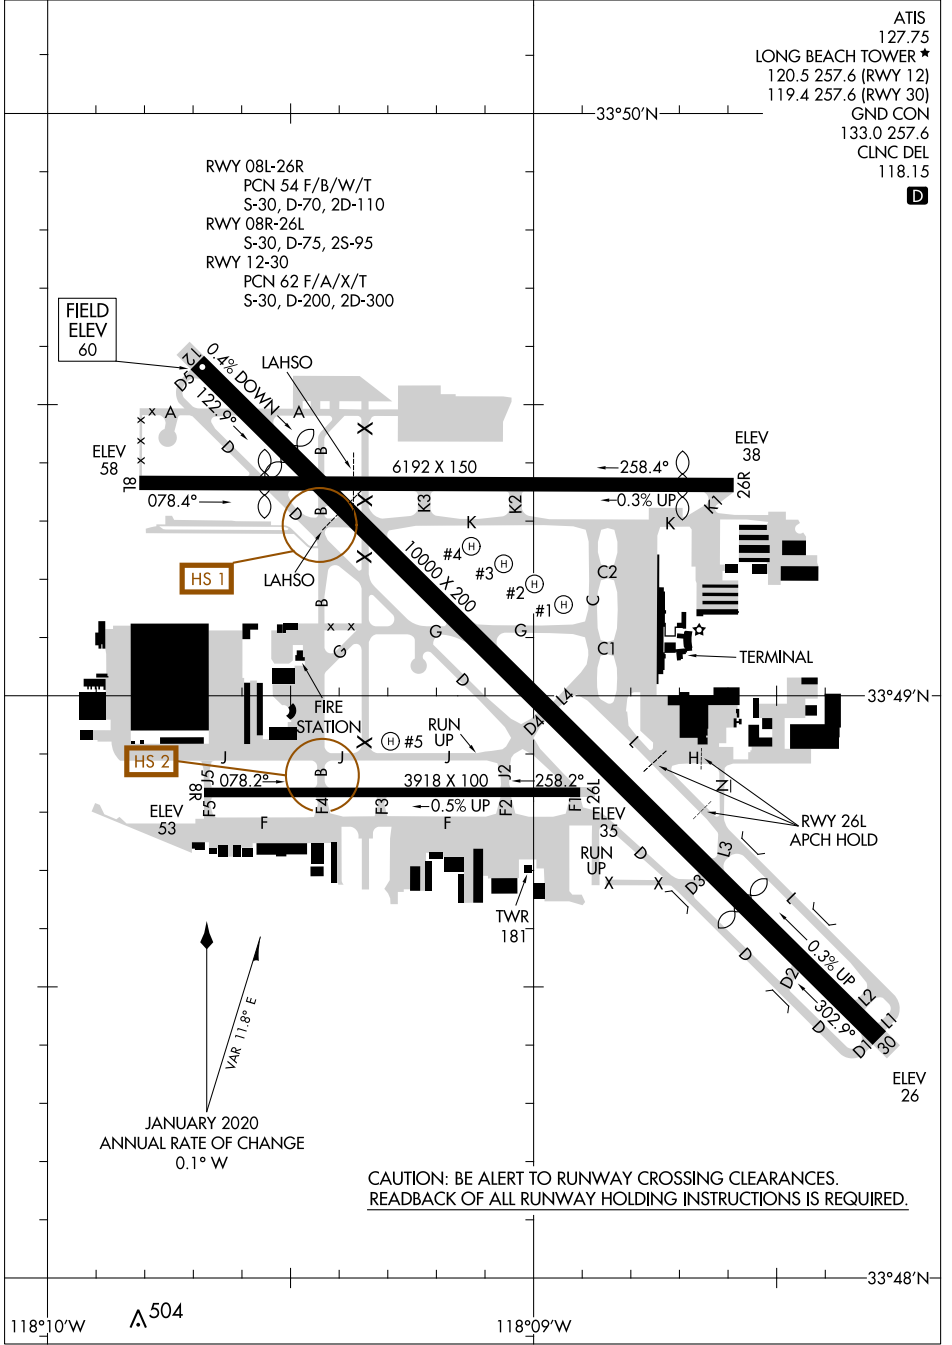 ATIS
127.75
LONG BEACH TOWER ★
120.5 257.6 (RWY 12)
119.4 257.6 (RWY 30)
GND CON
133.0 257.6
CLNC DEL
118.15
D
33°50'N
RWY 08L-26R
PCN 54 F/B/W/T
S-30, D-70, 2D-110
RWY 08R-26L
S-30, D-75, 2S-95
RWY 12-30
PCN 62 F/A/X/T
S-30, D-200, 2D-300
FIELD
ELEV
60
12
0.4% DOWN
D5
122.9°
LAHSO
X A
A
X
X
X
D
B
ELEV
58
8L
078.4°
6192 X 150
258.4°
0.3% UP
ELEV
38
26R
D
B
X
X
K3
K2
K
K
K1
HS 1
LAHSO
X
10000 X 200
#4 H
#3 H
#2 H
#1 H
C2
C
C1
B
X X
G
G
G
D
TERMINAL
FIRE
STATION
33°49'N
L4
D4
L
RUN
UP
X
H #5
HS 2
J
J
J
B
J5
J2
H
N
8R
078.2°
3918 X 100
258.2°
26L
F5
F4
F3
0.5% UP
F2
F1
ELEV
53
F
F
ELEV
35
RWY 26L
APCH HOLD
RUN
UP
X
X
D
D3
L3
L
TWR
181
D
D2
0.3% UP
302.9°
D
L2
L1
D1
30
ELEV
26
VAR 11.8° E
JANUARY 2020
ANNUAL RATE OF CHANGE
0.1° W
CAUTION: BE ALERT TO RUNWAY CROSSING CLEARANCES.
READBACK OF ALL RUNWAY HOLDING INSTRUCTIONS IS REQUIRED.
33°48'N
504
118°10'W
118°09'W